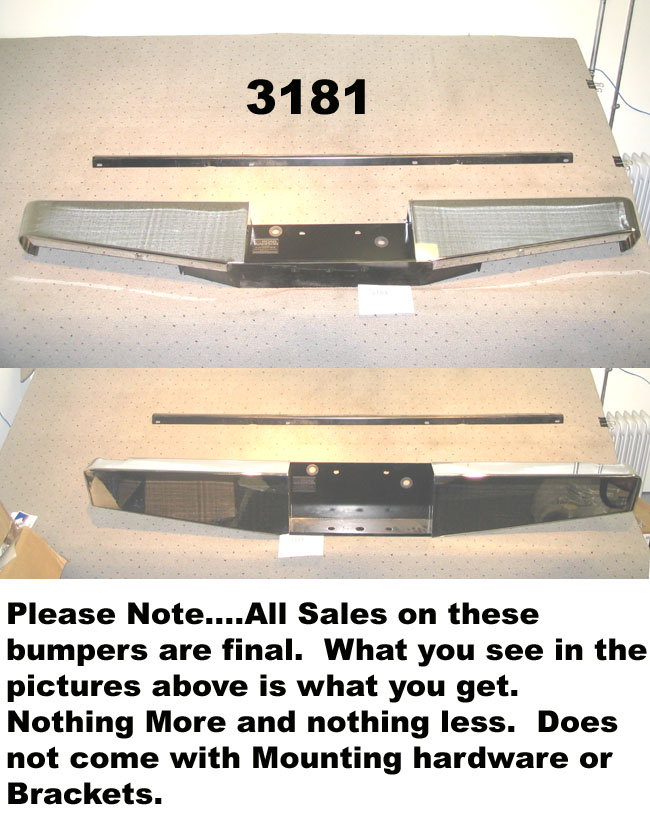 3181
Please Note....All Sales on these
bumpers are final.  What you see in the
pictures above is what you get.
Nothing More and nothing less.  Does
not come with Mounting hardware or
Brackets.